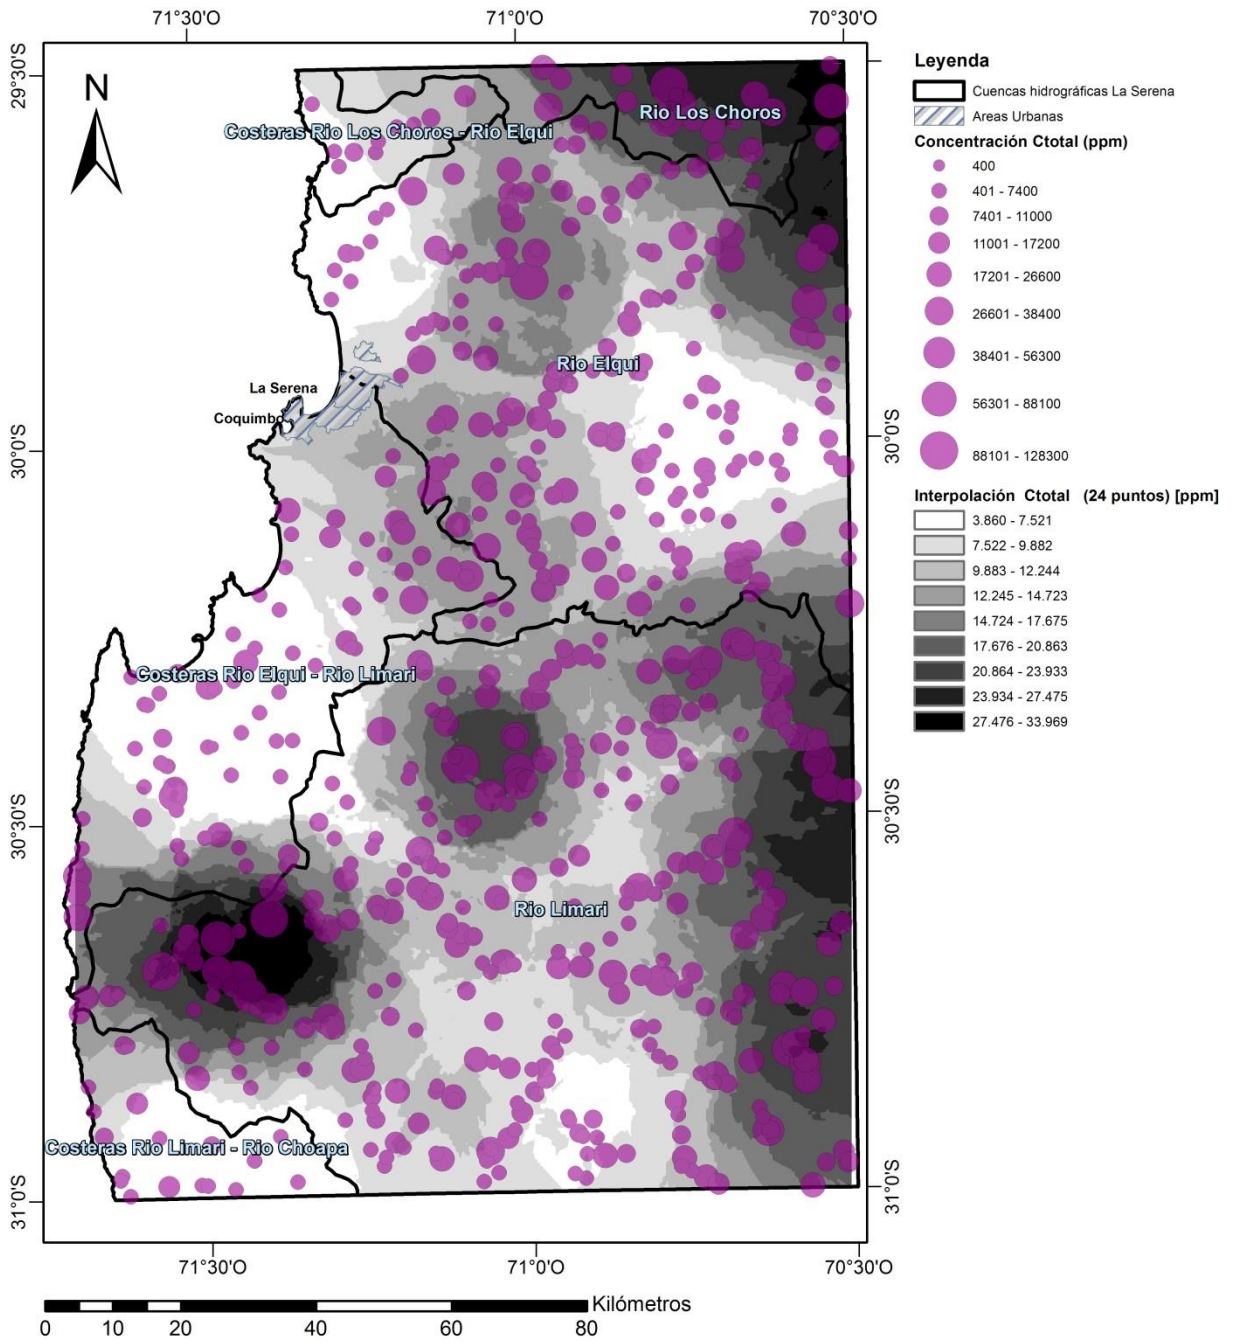 71°30'O
71°0'O
70°30'O
29°30'S
30°0'S
30°30'S
31°0'S
N
Costeras Rio Los Choros - Rio Elqui
Rio Los Choros
Rio Elqui
La Serena
Coquimbo
Costeras Rio Elqui - Rio Limari
Rio Limari
Costeras Rio Limari - Rio Choapa
30°0'S
30°30'S
31°0'S
71°30'O
71°0'O
70°30'O
Kilómetros
0 10 20 40 60 80
Leyenda
Cuencas hidrográficas La Serena
Areas Urbanas
Concentración Ctotal (ppm)
400
401 - 7400
7401 - 11000
11001 - 17200
17201 - 26600
26601 - 38400
38401 - 56300
56301 - 88100
88101 - 128300
Interpolación Ctotal (24 puntos) [ppm]
3.860 - 7.521
7.522 - 9.882
9.883 - 12.244
12.245 - 14.723
14.724 - 17.675
17.676 - 20.863
20.864 - 23.933
23.934 - 27.475
27.476 - 33.969